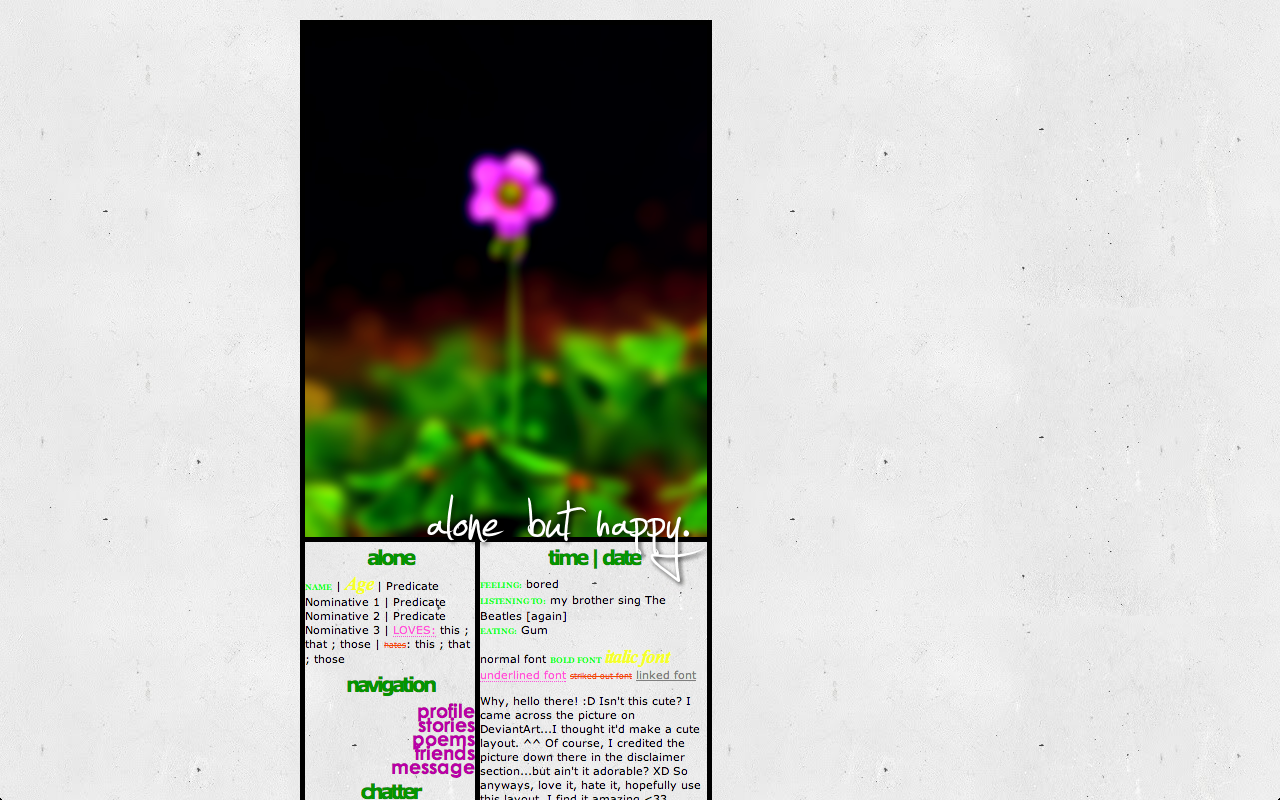 alone but happy.
alone
NAME | Age | Predicate
Nominative 1 | Predicate
Nominative 2 | Predicate
Nominative 3 | LOVES: this ;
that ; those | hates: this ; that
; those
navigation
profile
stories
poems
friends
message
chatter
time | date
FEELING: bored
LISTENING TO: my brother sing The
Beatles [again]
EATING: Gum
normal font BOLD FONT italic font
underlined font striked out font linked font
Why, hello there! :D Isn't this cute? I
came across the picture on
DeviantArt...I thought it'd make a cute
layout. ^^ Of course, I credited the
picture down there in the disclaimer
section...but ain't it adorable? XD So
anyways, love it, hate it, hopefully use
this layout. I find it amazing <33